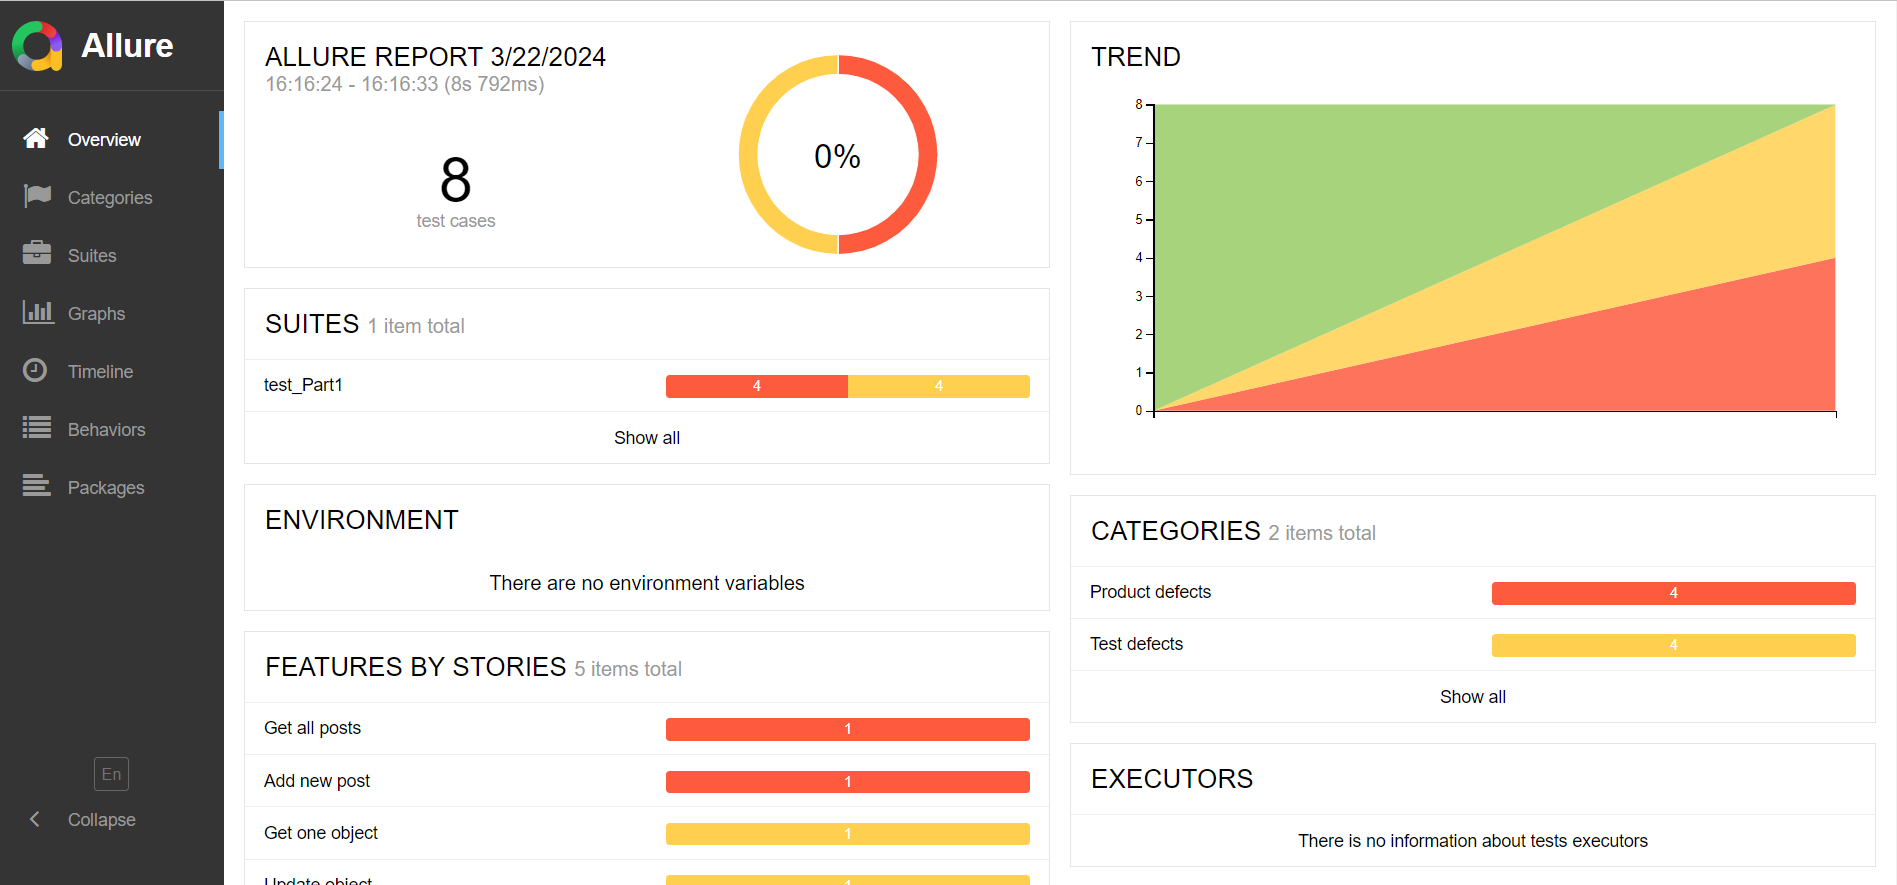 Allure
Overview
Categories
Suites
Graphs
Timeline
Behaviors
Packages
En
Collapse
ALLURE REPORT 3/22/2024
16:16:24 - 16:16:33 (8s 792ms)
8
test cases
0%
SUITES 1 item total
test_Part1 4 4
Show all
ENVIRONMENT
There are no environment variables
FEATURES BY STORIES 5 items total
Get all posts 1
Add new post 1
Get one object 1
Update object 1
TREND
8
7
6
5
4
3
2
1
0
CATEGORIES 2 items total
Product defects 4
Test defects 4
Show all
EXECUTORS
There is no information about tests executors